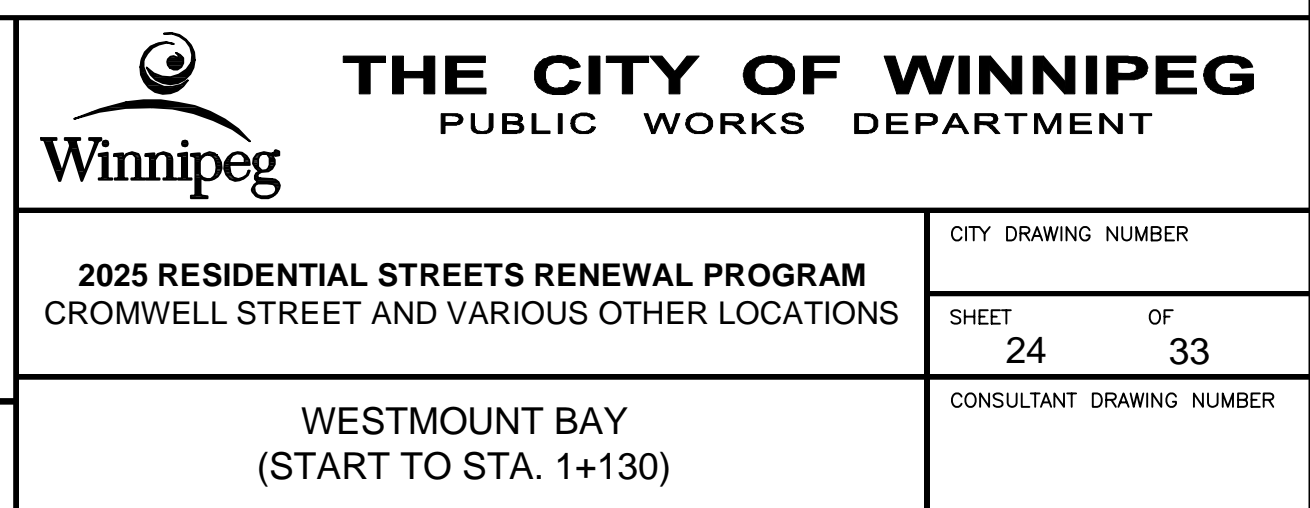 Winnipeg
THE CITY OF WINNIPEG
PUBLIC WORKS DEPARTMENT
2025 RESIDENTIAL STREETS RENEWAL PROGRAM
CROMWELL STREET AND VARIOUS OTHER LOCATIONS
CITY DRAWING NUMBER
SHEET OF
24 33
WESTMOUNT BAY
(START TO STA. 1+130)
CONSULTANT DRAWING NUMBER